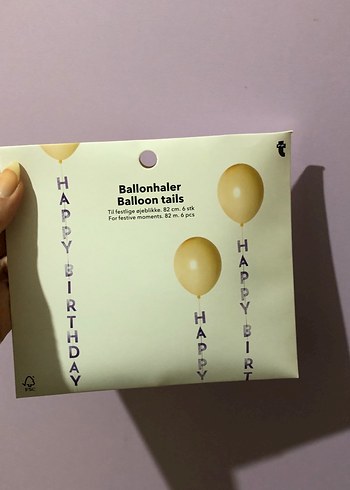 Ballonhaler
Balloon tails
Til festlige øjeblikke. 82 cm. 6 stk
For festive moments. 82 m. 6 pcs
HAPPY BIRTHDAY
HAPPY
HAPPY BIRT
t
FSC